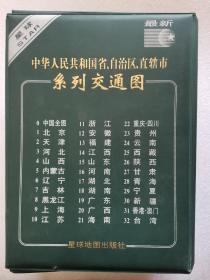 星球
STAR
最新
中华人民共和国省、自治区、直辖市
系列交通图
0 中国全图 11 浙江 22 重庆·四川
1 北京 12 安徽 23 贵州
2 天津 13 福建 24 云南
3 河北 14 江西 25 西藏
4 山西 15 山东 26 陕西
5 内蒙古 16 河南 27 甘肃
6 辽宁 17 湖北 28 青海
7 吉林 18 湖南 29 宁夏
8 黑龙江 19 广东 30 新疆
9 上海 20 广西 31 香港·澳门
10 江苏 21 海南 32 台湾
星球地图出版社